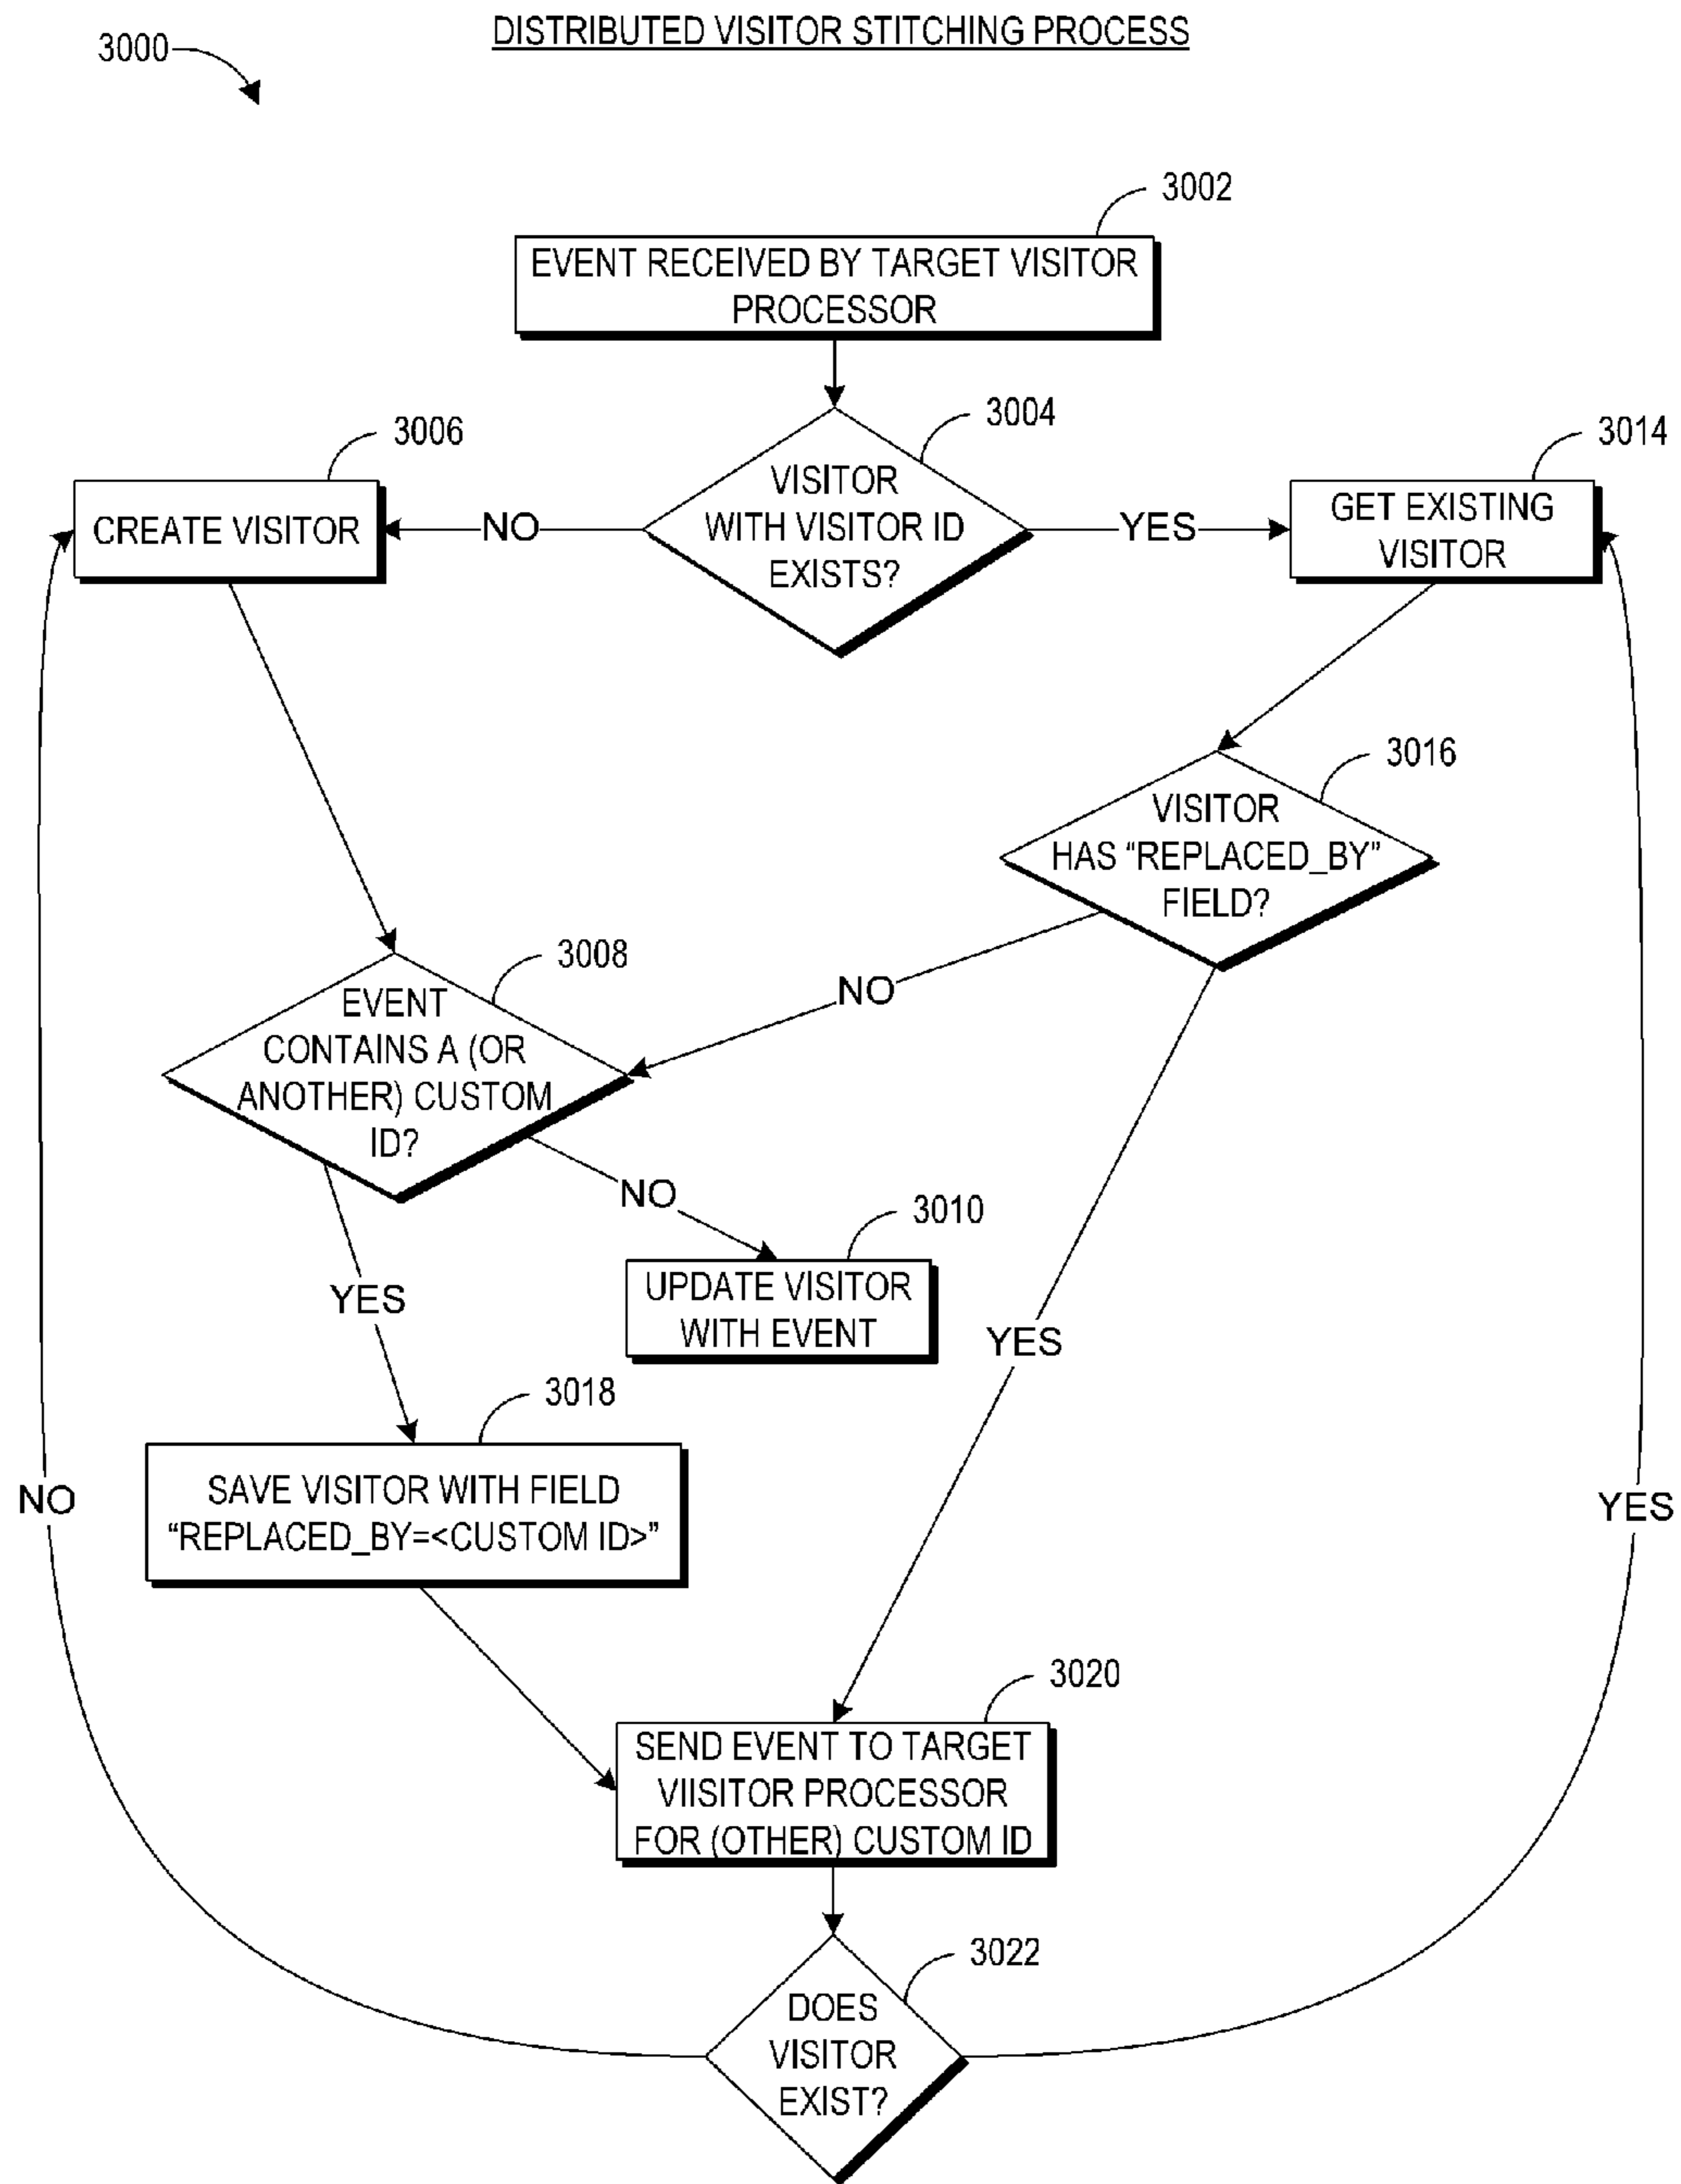 DISTRIBUTED VISITOR STITCHING PROCESS
3000
3002
EVENT RECEIVED BY TARGET VISITOR
PROCESSOR
3004
VISITOR
WITH VISITOR ID
EXISTS?
3006
CREATE VISITOR
NO
YES
3014
GET EXISTING
VISITOR
3016
VISITOR
HAS “REPLACED_BY”
FIELD?
3008
EVENT
CONTAINS A (OR
ANOTHER) CUSTOM
ID?
NO
NO
3010
UPDATE VISITOR
WITH EVENT
YES
YES
3018
SAVE VISITOR WITH FIELD
“REPLACED_BY=<CUSTOM ID>”
NO
YES
3020
SEND EVENT TO TARGET
VIISITOR PROCESSOR
FOR (OTHER) CUSTOM ID
3022
DOES
VISITOR
EXIST?